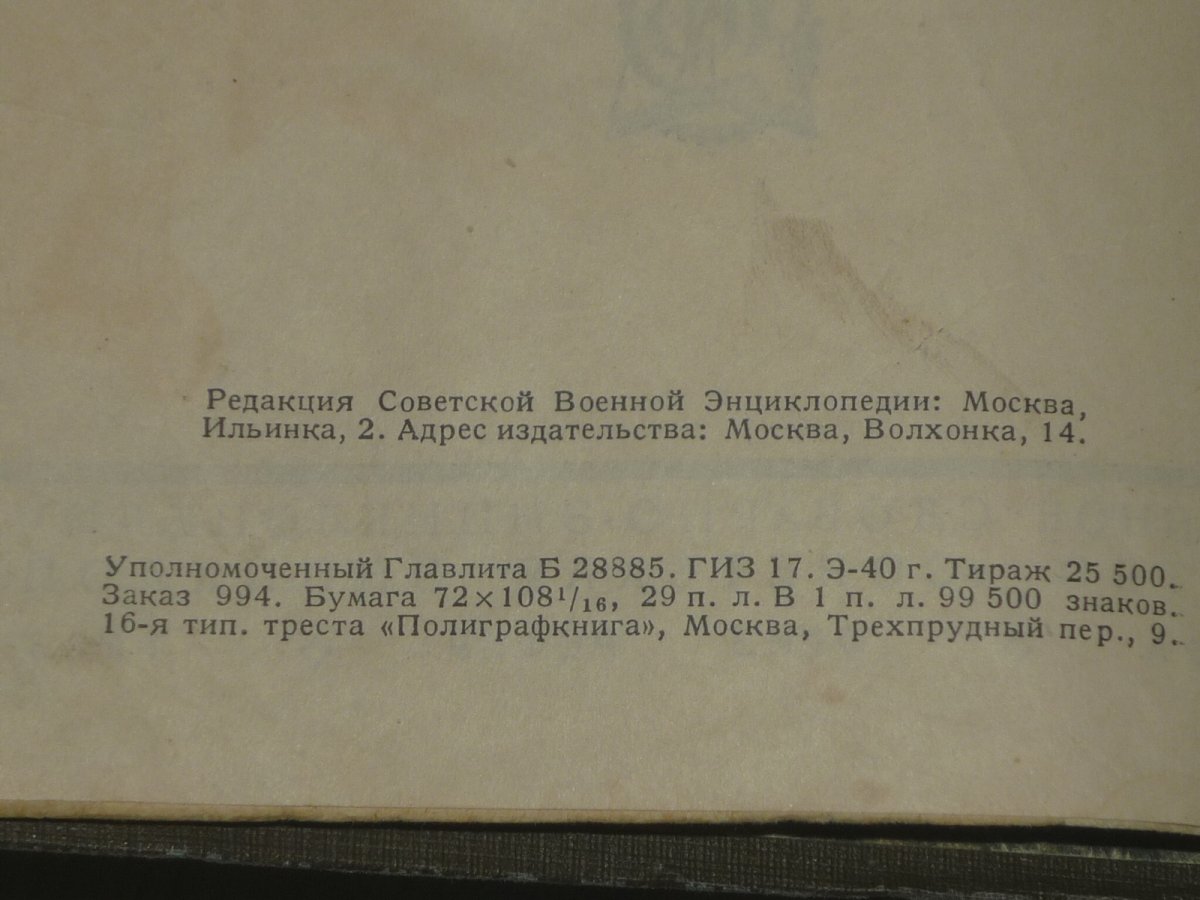 Редакция Советской Военной Энциклопедии: Москва,
Ильинка, 2. Адрес издательства: Москва, Волхонка, 14.
Уполномоченный Главлита Б 28885. ГИЗ 17. Э-40 г. Тираж 25 500.
Заказ 994. Бумага 72×108¹/₁₆, 29 п. л. В 1 п. л. 99 500 знаков.
16-я тип. треста «Полиграфкнига», Москва, Трехпрудный пер., 9.